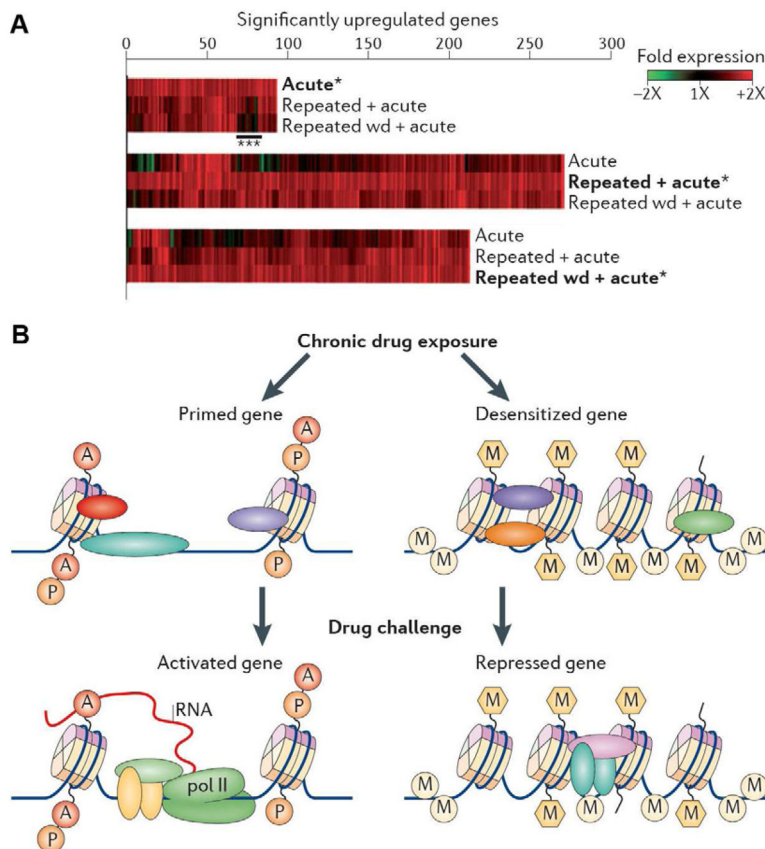 A
Significantly upregulated genes
0 50 100 150 200 250 300
Fold expression
−2X 1X +2X
Acute*
Repeated + acute
Repeated wd + acute
***
Acute
Repeated + acute*
Repeated wd + acute
Acute
Repeated + acute
Repeated wd + acute*
B
Chronic drug exposure
Primed gene
Desensitized gene
A
A
P
M M M
A
P
P
M
M
M M M M M
M
Drug challenge
Activated gene
Repressed gene
A
RNA
A
P
M M M
pol II
A
P
P
M
M
M M M M
M